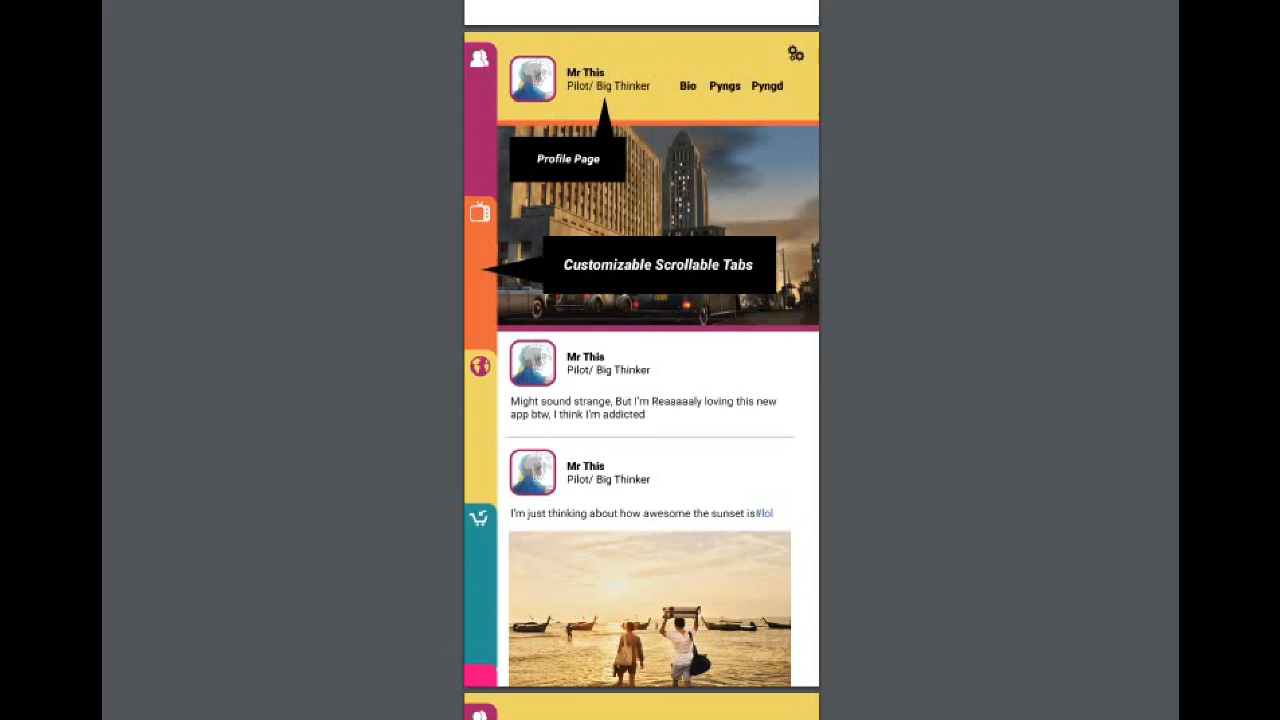 Mr This
Pilot/ Big Thinker
Bio Pyngs Pyngd
Profile Page
Customizable Scrollable Tabs
Mr This
Pilot/ Big Thinker
Might sound strange, But I'm Reaaaaaly loving this new
app btw, I think I'm addicted
Mr This
Pilot/ Big Thinker
I'm just thinking about how awesome the sunset is#lol